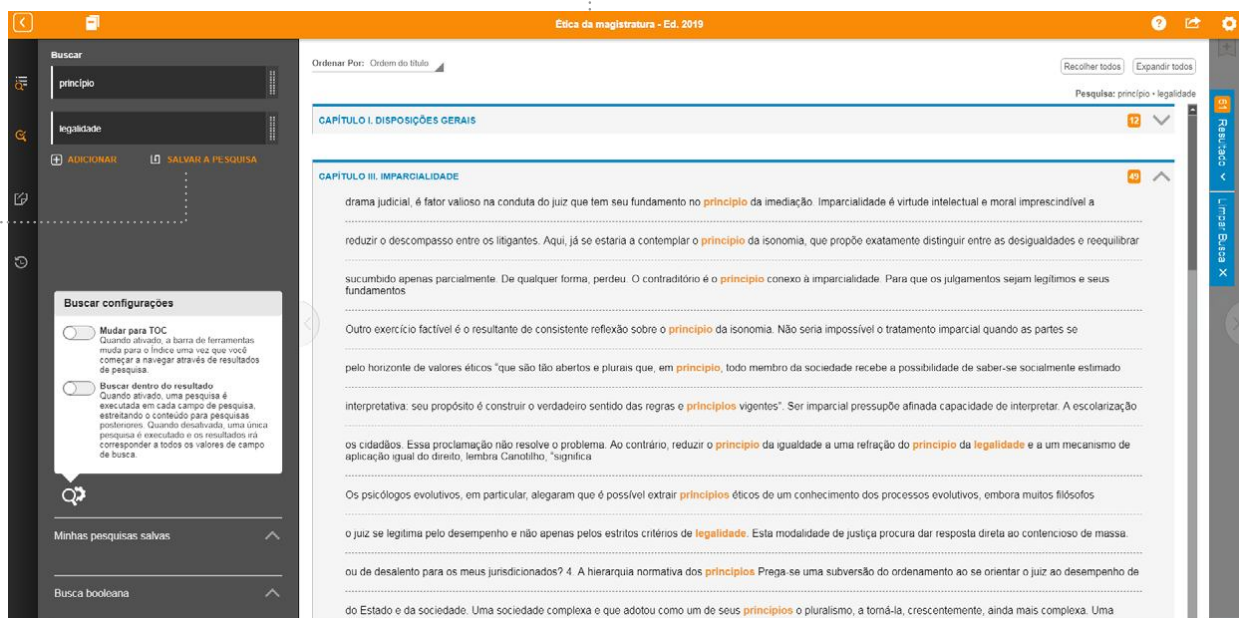 Ética da magistratura - Ed. 2019
Buscar
princípio
legalidade
ADICIONAR
SALVAR A PESQUISA
Buscar configurações
Mudar para TOC
Quando ativado, a barra de ferramentas
muda para o Índice uma vez que você
começar a navegar através de resultados
de pesquisa.
Buscar dentro do resultado
Quando ativado, uma pesquisa é
executada em cada campo de pesquisa,
estreitando o conteúdo para pesquisas
posteriores. Quando desativada, uma única
pesquisa é executado e os resultados irá
corresponder a todos os valores de campo
de busca.
Minhas pesquisas salvas
Busca booleana
Ordenar Por: Ordem do título
Recolher todos Expandir todos
Pesquisa: princípio • legalidade
CAPÍTULO I. DISPOSIÇÕES GERAIS 12
CAPÍTULO III. IMPARCIALIDADE 49
drama judicial, é fator valioso na conduta do juiz que tem seu fundamento no princípio da imediação. Imparcialidade é virtude intelectual e moral imprescindível a
reduzir o descompasso entre os litigantes. Aqui, já se estaria a contemplar o princípio da isonomia, que propõe exatamente distinguir entre as desigualdades e reequilibrar
sucumbido apenas parcialmente. De qualquer forma, perdeu. O contraditório é o princípio conexo à imparcialidade. Para que os julgamentos sejam legítimos e seus
fundamentos
Outro exercício factível é o resultante de consistente reflexão sobre o princípio da isonomia. Não seria impossível o tratamento imparcial quando as partes se
pelo horizonte de valores éticos "que são tão abertos e plurais que, em princípio, todo membro da sociedade recebe a possibilidade de saber-se socialmente estimado
interpretativa: seu propósito é construir o verdadeiro sentido das regras e princípios vigentes". Ser imparcial pressupõe afinada capacidade de interpretar. A escolarização
os cidadãos. Essa proclamação não resolve o problema. Ao contrário, reduzir o princípio da igualdade a uma refração do princípio da legalidade e a um mecanismo de
aplicação igual do direito, lembra Canotilho, "significa
Os psicólogos evolutivos, em particular, alegaram que é possível extrair princípios éticos de um conhecimento dos processos evolutivos, embora muitos filósofos
o juiz se legitima pelo desempenho e não apenas pelos estritos critérios de legalidade. Esta modalidade de justiça procura dar resposta direta ao contencioso de massa.
ou de desalento para os meus jurisdicionados? 4. A hierarquia normativa dos princípios Prega-se uma subversão do ordenamento ao se orientar o juiz ao desempenho de
do Estado e da sociedade. Uma sociedade complexa e que adotou como um de seus princípios o pluralismo, a torná-la, crescentemente, ainda mais complexa. Uma
61 Resultado
Limpar Busca X